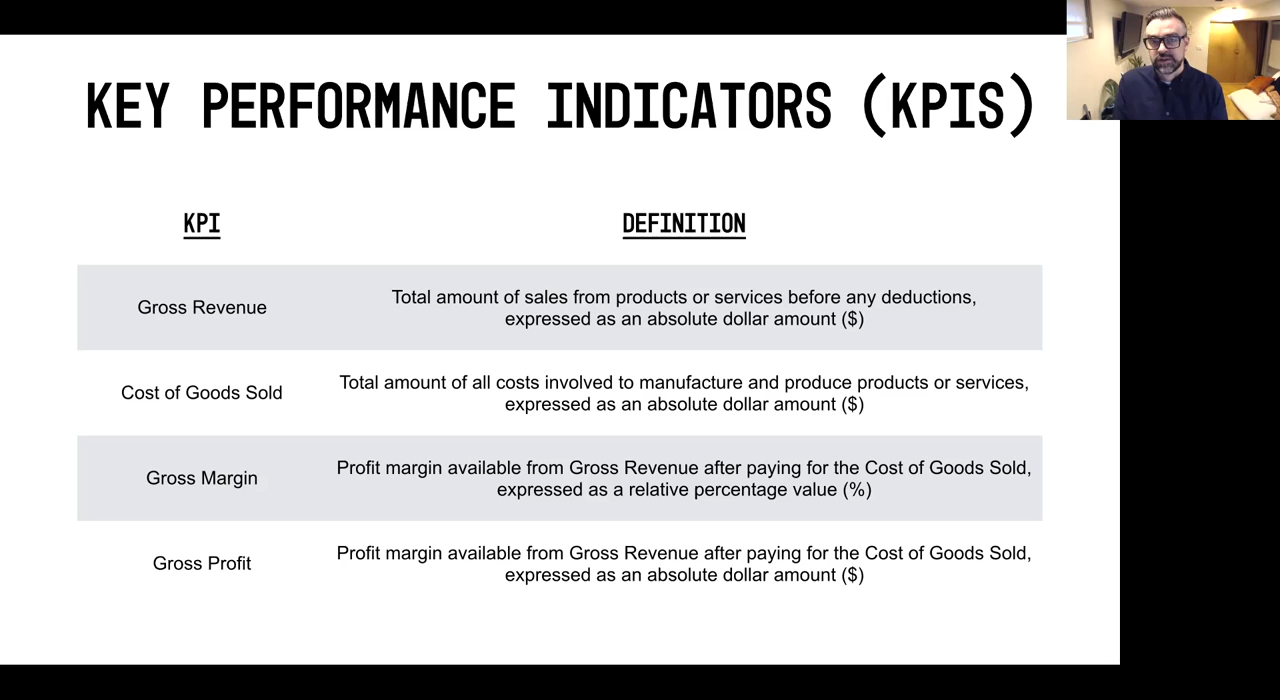 KEY PERFORMANCE INDICATORS (KPIS)
KPI
DEFINITION
Gross Revenue
Total amount of sales from products or services before any deductions,
expressed as an absolute dollar amount ($)
Cost of Goods Sold
Total amount of all costs involved to manufacture and produce products or services,
expressed as an absolute dollar amount ($)
Gross Margin
Profit margin available from Gross Revenue after paying for the Cost of Goods Sold,
expressed as a relative percentage value (%)
Gross Profit
Profit margin available from Gross Revenue after paying for the Cost of Goods Sold,
expressed as an absolute dollar amount ($)